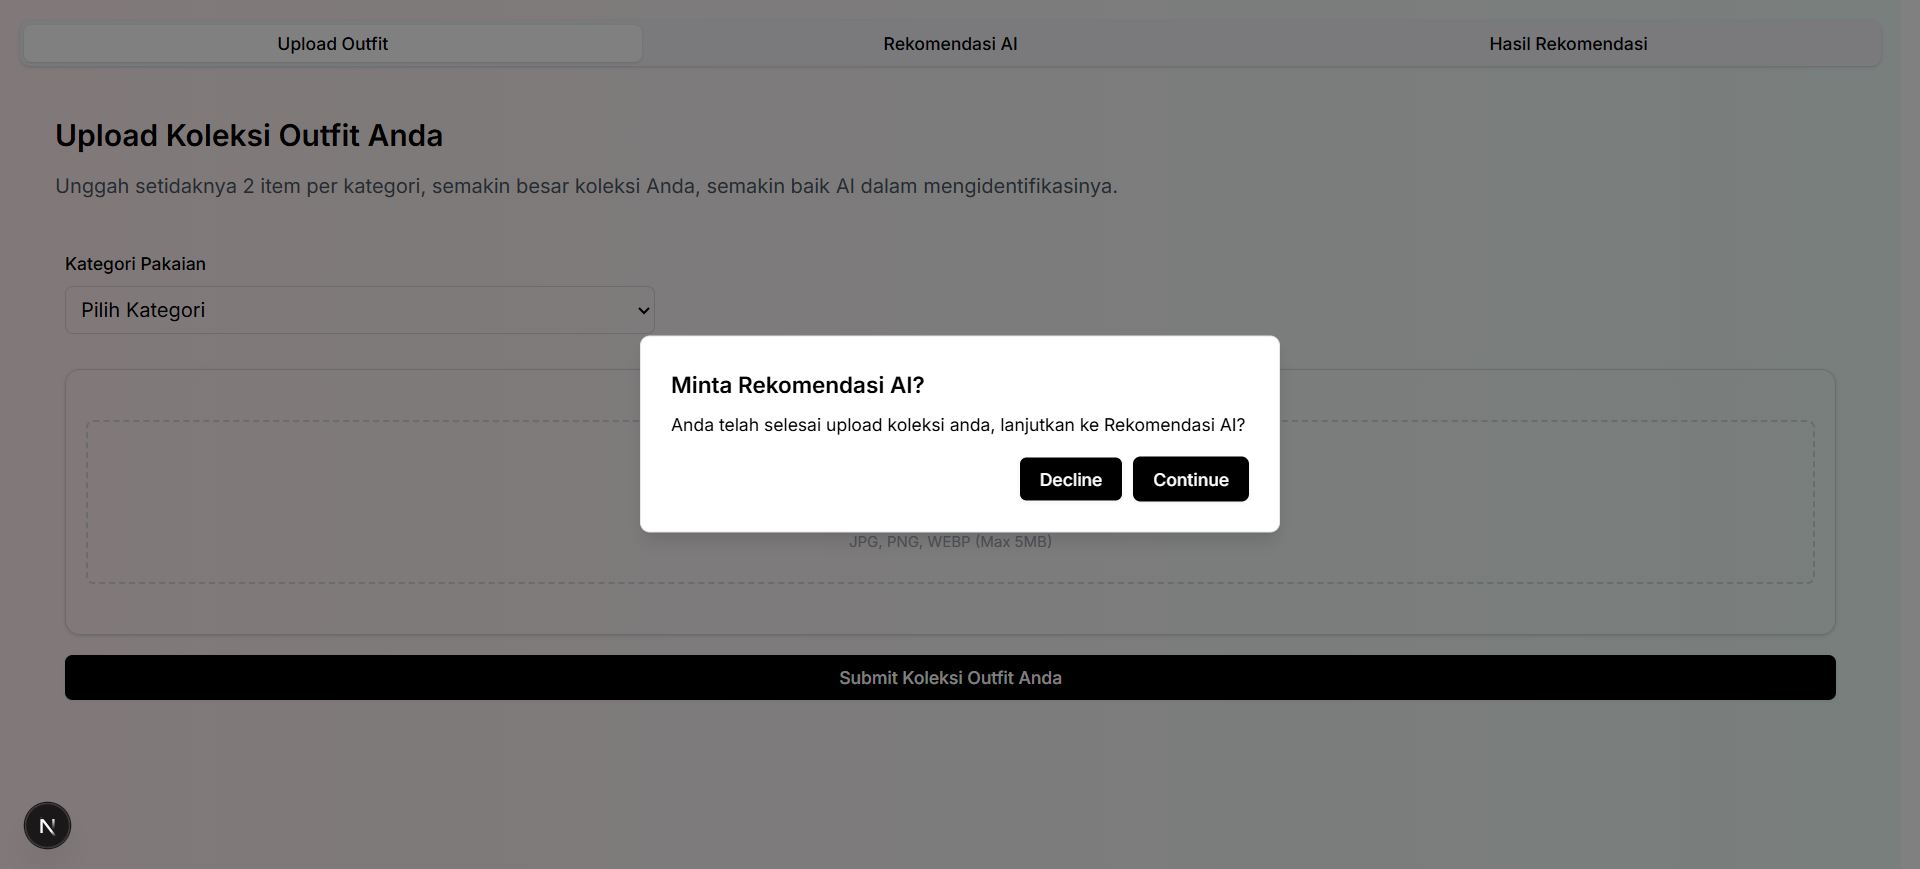 Upload Outfit
Rekomendasi AI
Hasil Rekomendasi
Upload Koleksi Outfit Anda
Unggah setidaknya 2 item per kategori, semakin besar koleksi Anda, semakin baik AI dalam mengidentifikasinya.
Kategori Pakaian
Pilih Kategori
Minta Rekomendasi AI?
Anda telah selesai upload koleksi anda, lanjutkan ke Rekomendasi AI?
Decline
Continue
JPG, PNG, WEBP (Max 5MB)
Submit Koleksi Outfit Anda
N